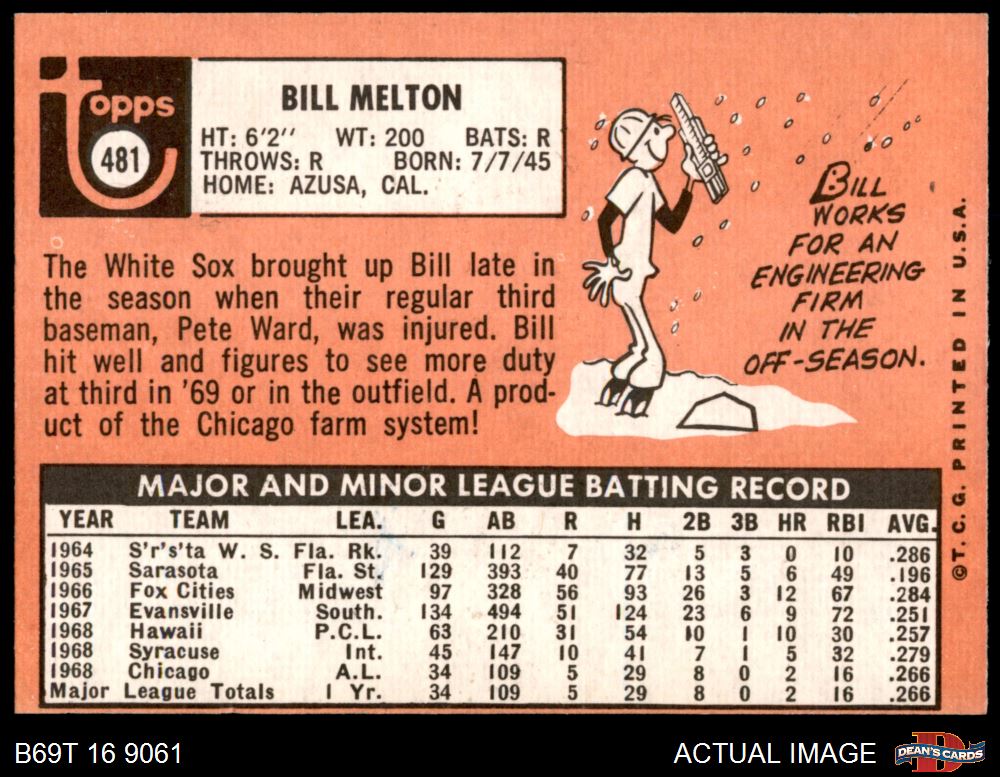 Topps
481
BILL MELTON
HT: 6'2'' WT: 200 BATS: R
THROWS: R BORN: 7/7/45
HOME: AZUSA, CAL.
The White Sox brought up Bill late in
the season when their regular third
baseman, Pete Ward, was injured. Bill
hit well and figures to see more duty
at third in '69 or in the outfield. A prod-
uct of the Chicago farm system!
BILL
WORKS
FOR AN
ENGINEERING
FIRM
IN THE
OFF-SEASON.
©T. C. G. PRINTED IN U.S.A.
MAJOR AND MINOR LEAGUE BATTING RECORD
YEAR TEAM LEA. G AB R H 2B 3B HR RBI AVG.
1964 S'r's'ta W. S. Fla. Rk. 39 112 7 32 5 3 0 10 .286
1965 Sarasota Fla. St. 129 393 40 77 13 5 6 49 .196
1966 Fox Cities Midwest 97 328 56 93 26 3 12 67 .284
1967 Evansville South. 134 494 51 124 23 6 9 72 .251
1968 Hawaii P.C.L. 63 210 31 54 10 1 10 30 .257
1968 Syracuse Int. 45 147 10 41 7 1 5 32 .279
1968 Chicago A.L. 34 109 5 29 8 0 2 16 .266
Major League Totals 1 Yr. 34 109 5 29 8 0 2 16 .266
B69T 16 9061
ACTUAL IMAGE
DEAN'S CARDS